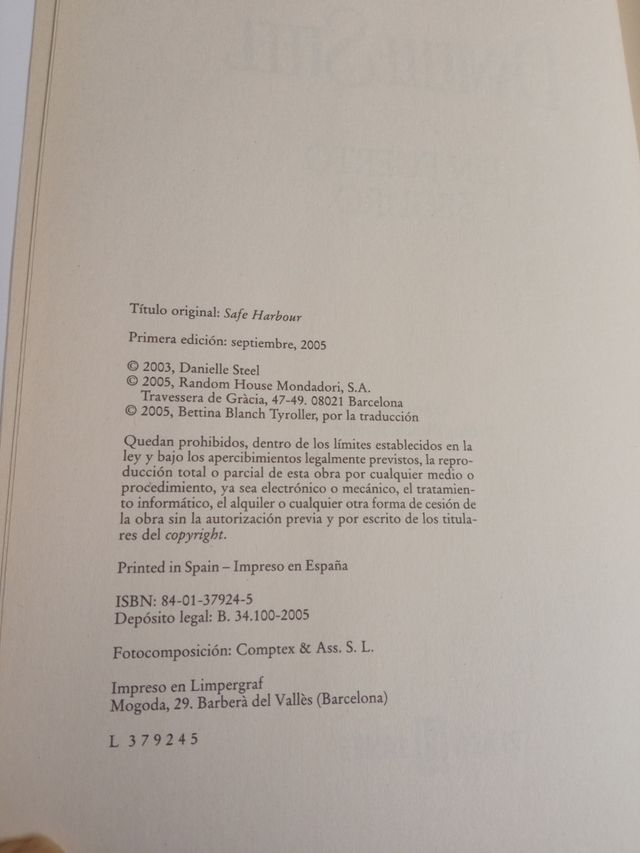 Título original: Safe Harbour
Primera edición: septiembre, 2005
© 2003, Danielle Steel
© 2005, Random House Mondadori, S.A.
Travessera de Gràcia, 47-49. 08021 Barcelona
© 2005, Bettina Blanch Tyroller, por la traducción
Quedan prohibidos, dentro de los límites establecidos en la
ley y bajo los apercibimientos legalmente previstos, la repro-
ducción total o parcial de esta obra por cualquier medio o
procedimiento, ya sea electrónico o mecánico, el tratamien-
to informático, el alquiler o cualquier otra forma de cesión de
la obra sin la autorización previa y por escrito de los titula-
res del copyright.
Printed in Spain – Impreso en España
ISBN: 84-01-37924-5
Depósito legal: B. 34.100-2005
Fotocomposición: Comptex & Ass. S. L.
Impreso en Limpergraf
Mogoda, 29. Barberà del Vallès (Barcelona)
L 379245